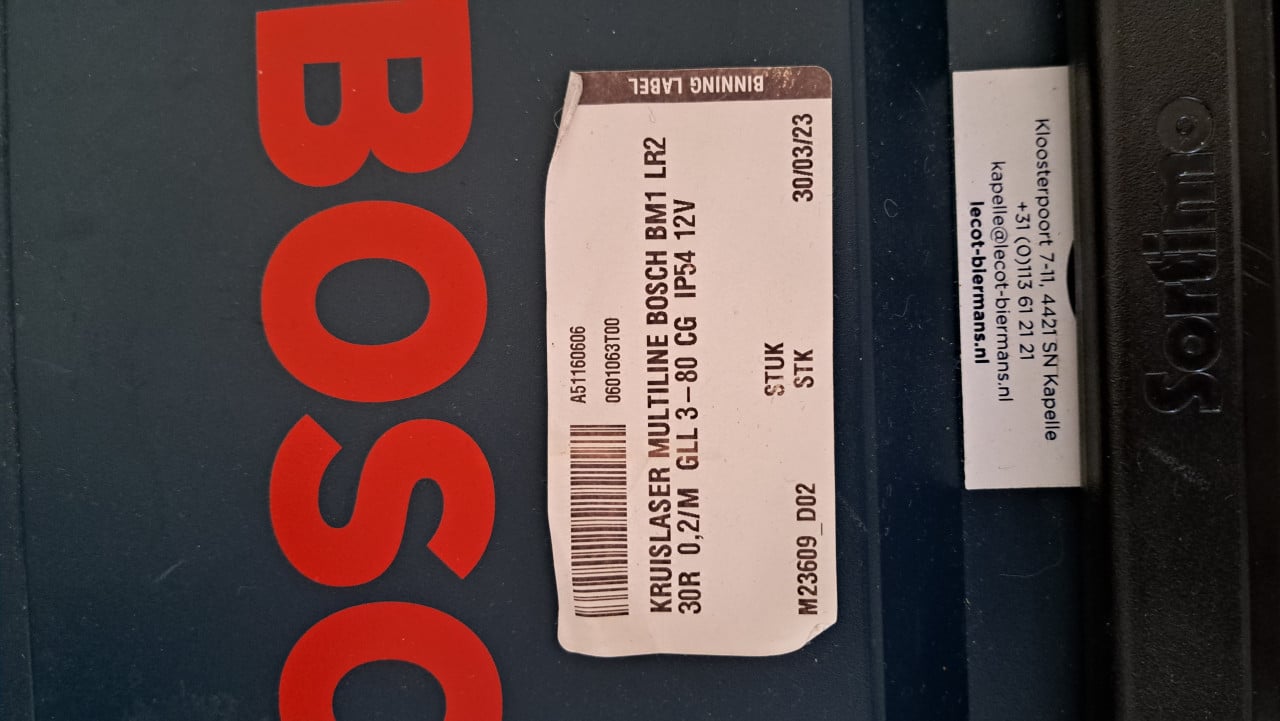 BOSC
BINNING LABEL
A51160606
0601063T00
KRUISLASER MULTILINE BOSCH BM1 LR2
30R 0,2/M GLL 3-80 CG IP54 12V
STUK
M23609_D02 STK 30/03/23
Kloosterpoort 7-11, 4421 SN Kapelle
+31 (0)113 61 21 21
kapelle@lecot-biermans.nl
lecot-biermans.nl
Sortimo